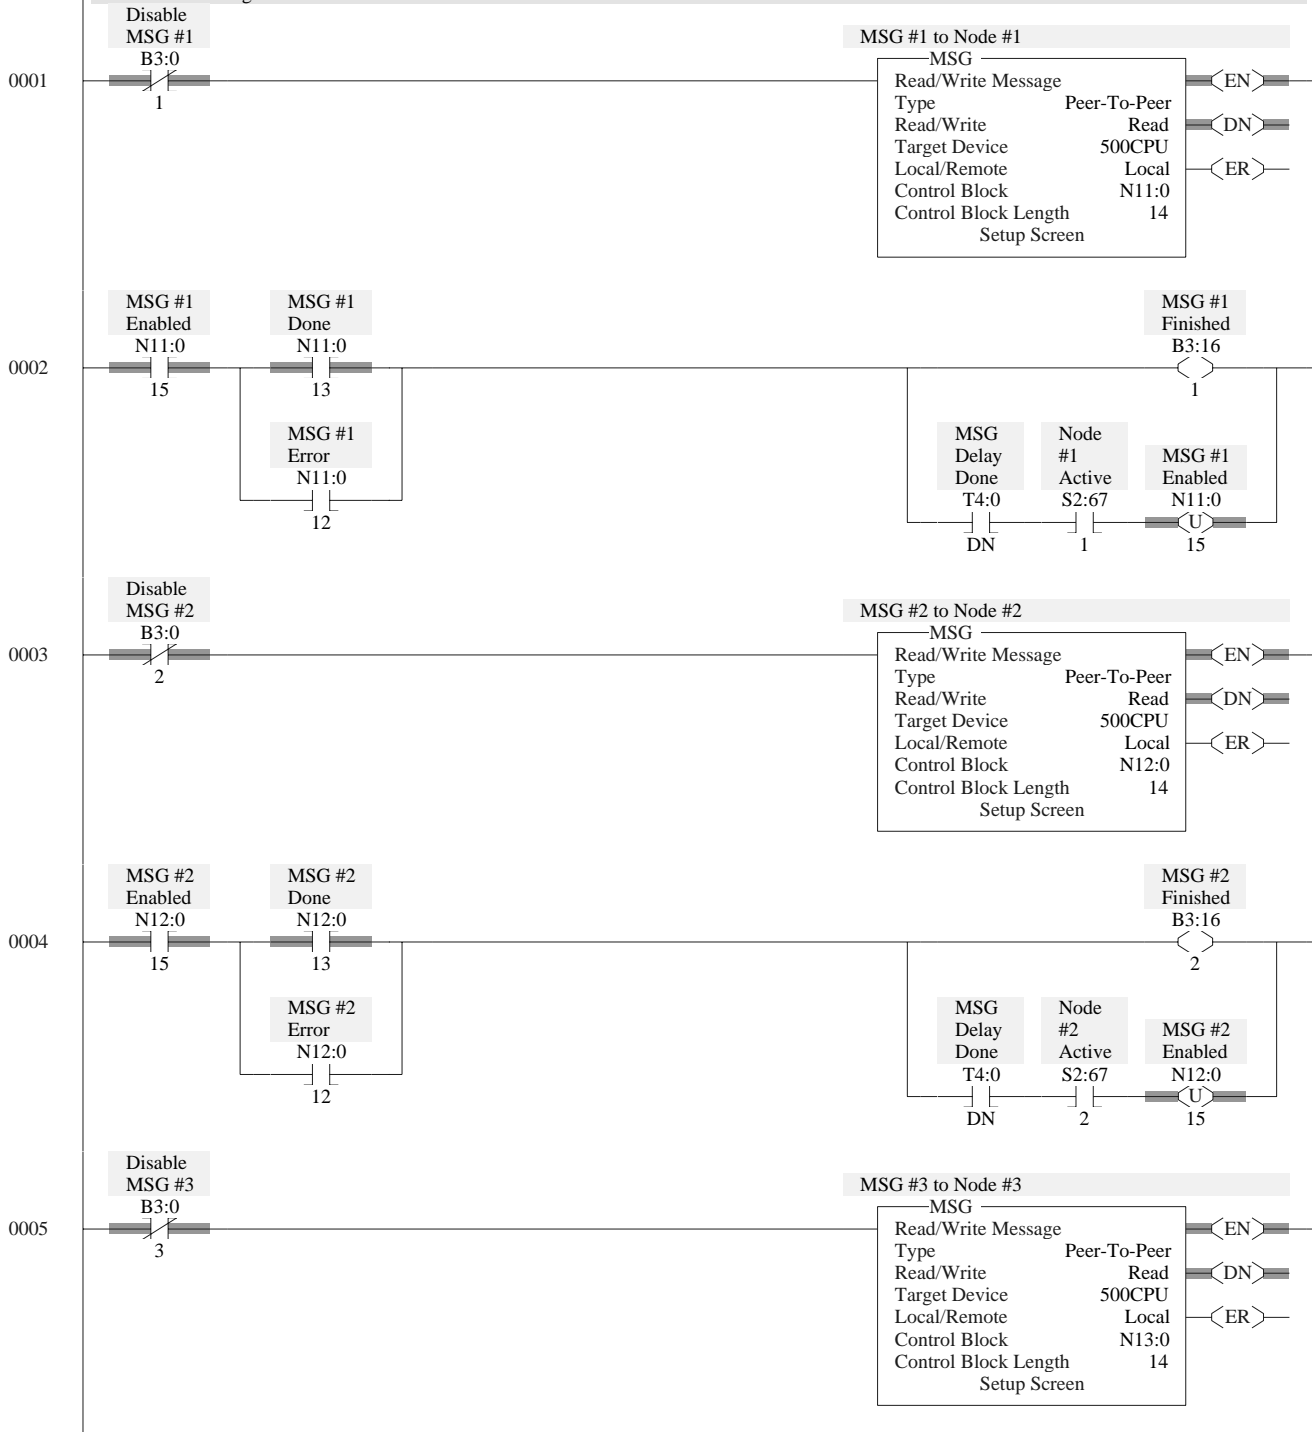 Disable
MSG #1
B3:0
1
0001
MSG #1 to Node #1
MSG
Read/Write Message
Type Peer-To-Peer
Read/Write Read
Target Device 500CPU
Local/Remote Local
Control Block N11:0
Control Block Length 14
Setup Screen
EN
DN
ER
0002
MSG #1
Enabled
N11:0
15
MSG #1
Done
N11:0
13
MSG #1
Error
N11:0
12
MSG #1
Finished
B3:16
1
MSG
Delay
Done
T4:0
DN
Node
#1
Active
S2:67
1
MSG #1
Enabled
N11:0
U
15
Disable
MSG #2
B3:0
2
0003
MSG #2 to Node #2
MSG
Read/Write Message
Type Peer-To-Peer
Read/Write Read
Target Device 500CPU
Local/Remote Local
Control Block N12:0
Control Block Length 14
Setup Screen
EN
DN
ER
0004
MSG #2
Enabled
N12:0
15
MSG #2
Done
N12:0
13
MSG #2
Error
N12:0
12
MSG #2
Finished
B3:16
2
MSG
Delay
Done
T4:0
DN
Node
#2
Active
S2:67
2
MSG #2
Enabled
N12:0
U
15
Disable
MSG #3
B3:0
3
0005
MSG #3 to Node #3
MSG
Read/Write Message
Type Peer-To-Peer
Read/Write Read
Target Device 500CPU
Local/Remote Local
Control Block N13:0
Control Block Length 14
Setup Screen
EN
DN
ER